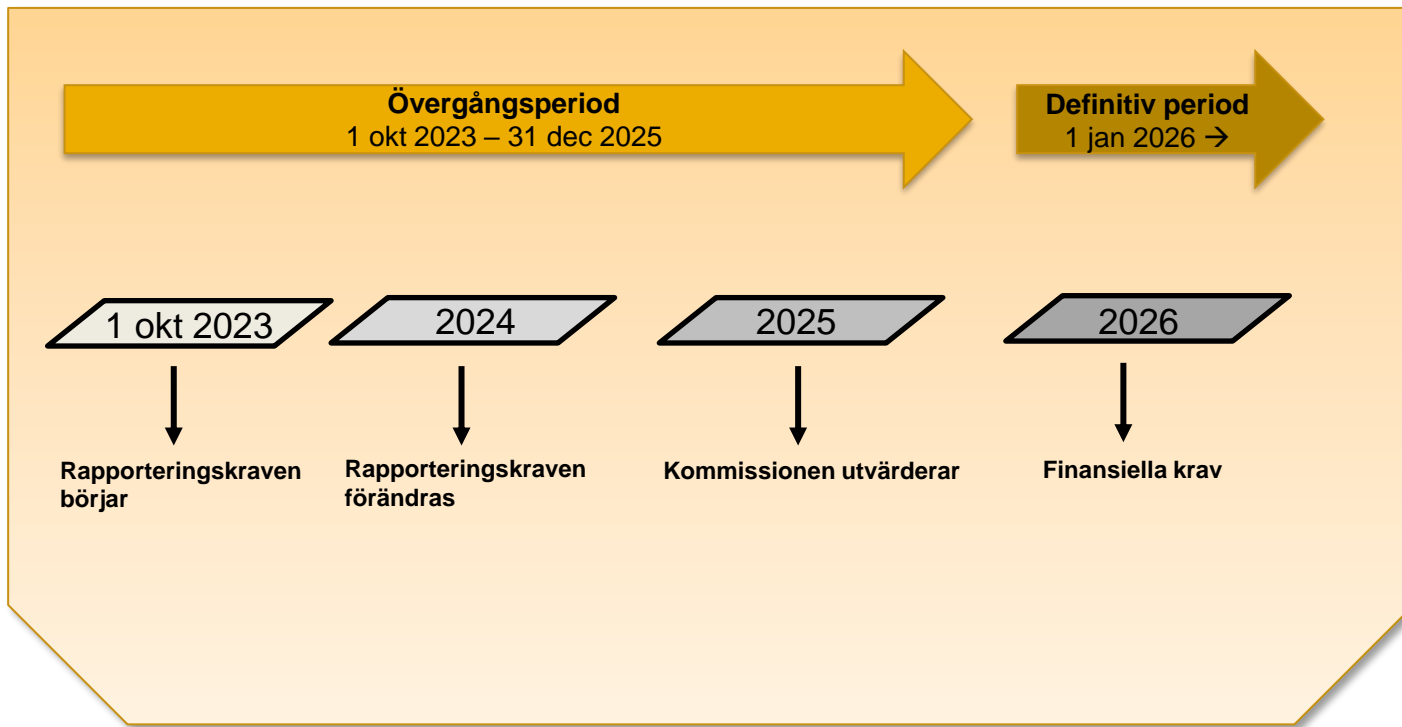 Övergångsperiod
1 okt 2023 – 31 dec 2025
Definitiv period
1 jan 2026 →
1 okt 2023
2024
2025
2026
Rapporteringskraven
börjar
Rapporteringskraven
förändras
Kommissionen utvärderar
Finansiella krav